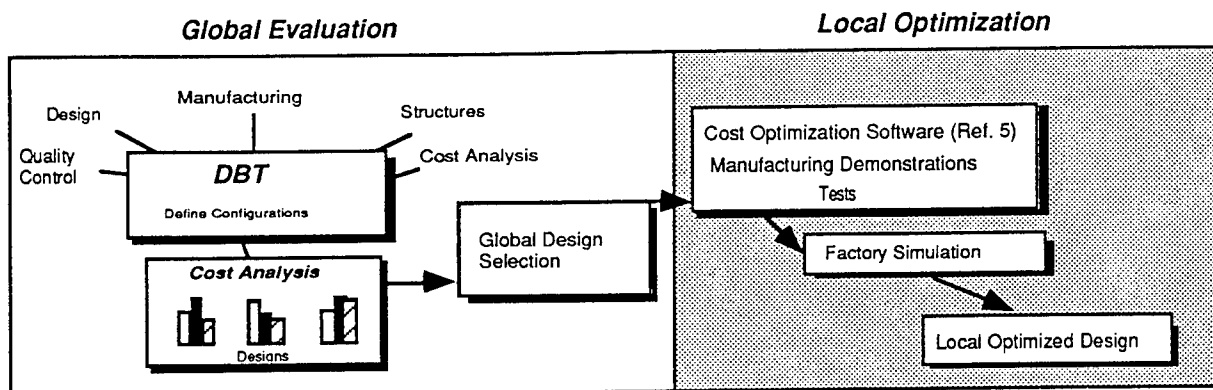 Global Evaluation
Local Optimization
Manufacturing
Design
Structures
Quality
Control
Cost Analysis
DBT
Define Configurations
Cost Analysis
Designs
Global Design
Selection
Cost Optimization Software (Ref. 5)
Manufacturing Demonstrations
Tests
Factory Simulation
Local Optimized Design